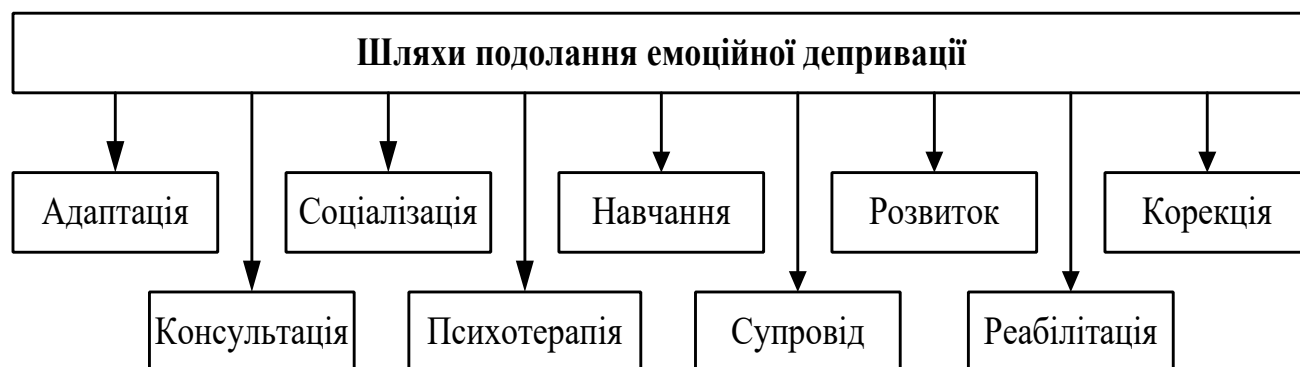 Шляхи подолання емоційної депривації
Адаптація
Соціалізація
Навчання
Розвиток
Корекція
Консультація
Психотерапія
Супровід
Реабілітація